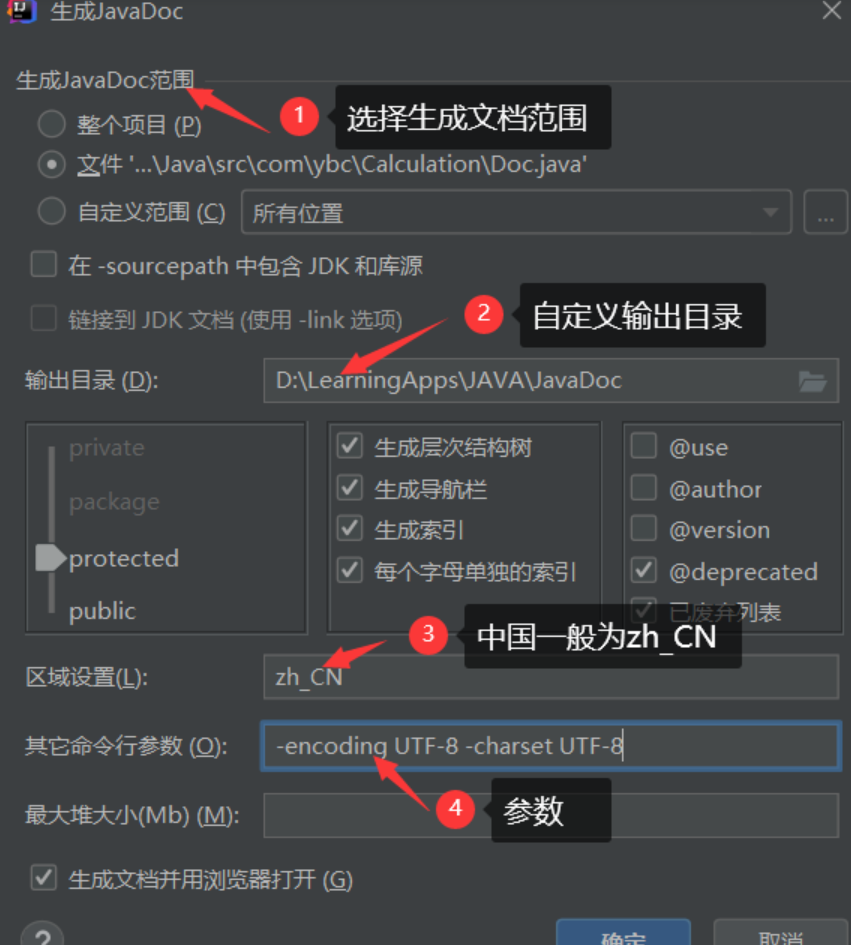 生成JavaDoc
生成JavaDoc范围
1 选择生成文档范围
整个项目 (P)
文件 '...\Java\src\com\ybc\Calculation\Doc.java'
自定义范围 (C) 所有位置 ...
在 -sourcepath 中包含 JDK 和库源
2 自定义输出目录
链接到 JDK 文档 (使用 -link 选项)
输出目录 (D): D:\LearningApps\JAVA\JavaDoc
private 生成层次结构树 @use
package 生成导航栏 @author
protected 生成索引 @version
每个字母单独的索引 @deprecated
public 已废弃列表
3 中国一般为zh_CN
区域设置(L): zh_CN
其它命令行参数 (O): -encoding UTF-8 -charset UTF-8
4 参数
最大堆大小(Mb) (M):
生成文档并用浏览器打开 (G)
? 确定 取消